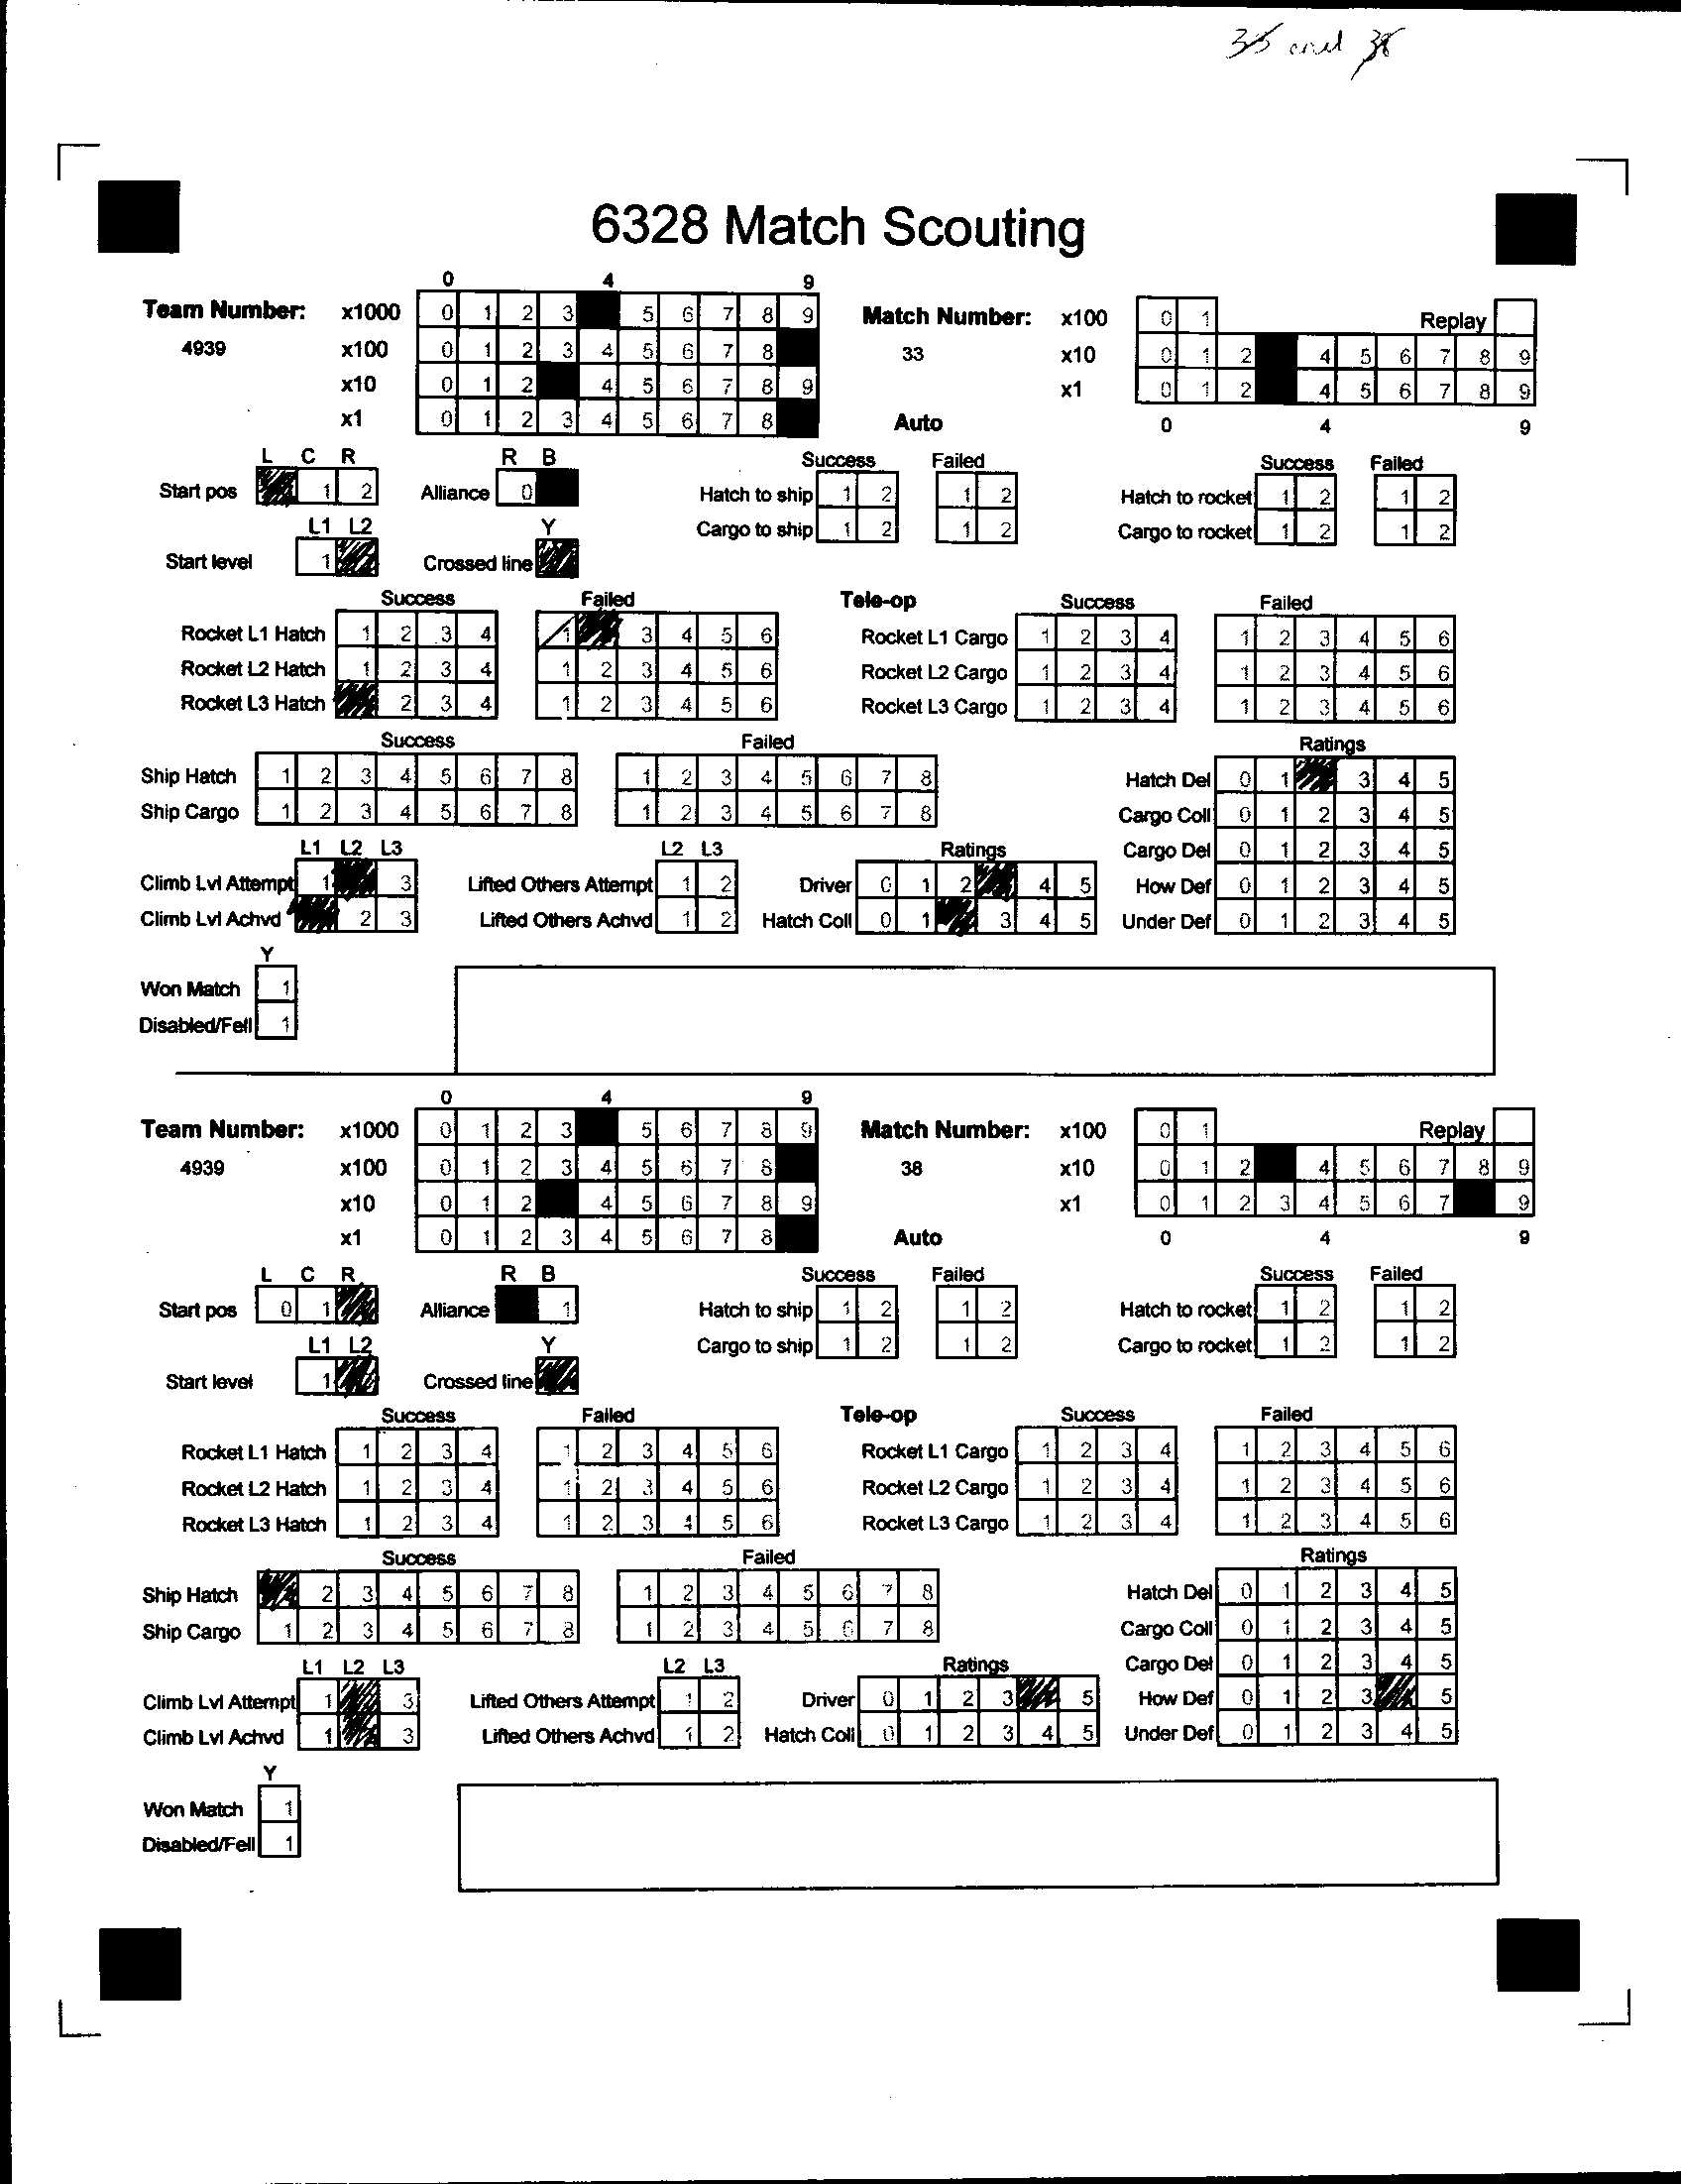 35 and 38
6328 Match Scouting
0 4 9
Team Number: x1000 0 1 2 3 5 6 7 8 9 Match Number: x100 0 1 Replay
4939 x100 0 1 2 3 4 5 6 7 8 33 x10 0 1 2 4 5 6 7 8 9
x10 0 1 2 4 5 6 7 8 9 x1 0 1 2 4 5 6 7 8 9
x1 0 1 2 3 4 5 6 7 8 Auto 0 4 9
L C R R B Success Failed Success Failed
Start pos 1 2 Alliance 0 Hatch to ship 1 2 1 2 Hatch to rocket 1 2 1 2
L1 L2 Y Cargo to ship 1 2 1 2 Cargo to rocket 1 2 1 2
Start level 1 Crossed line
Success Failed Tele-op Success Failed
Rocket L1 Hatch 1 2 3 4 1 3 4 5 6 Rocket L1 Cargo 1 2 3 4 1 2 3 4 5 6
Rocket L2 Hatch 1 2 3 4 1 2 3 4 5 6 Rocket L2 Cargo 1 2 3 4 1 2 3 4 5 6
Rocket L3 Hatch 2 3 4 1 2 3 4 5 6 Rocket L3 Cargo 1 2 3 4 1 2 3 4 5 6
Success Failed Ratings
Ship Hatch 1 2 3 4 5 6 7 8 1 2 3 4 5 6 7 8 Hatch Del 0 1 3 4 5
Ship Cargo 1 2 3 4 5 6 7 8 1 2 3 4 5 6 7 8 Cargo Coll 0 1 2 3 4 5
L1 L2 L3 L2 L3 Ratings Cargo Del 0 1 2 3 4 5
Climb Lvl Attempt 1 3 Lifted Others Attempt 1 2 Driver 0 1 2 4 5 How Def 0 1 2 3 4 5
Climb Lvl Achvd 2 3 Lifted Others Achvd 1 2 Hatch Coll 0 1 3 4 5 Under Def 0 1 2 3 4 5
Y
Won Match 1
Disabled/Fell 1
0 4 9
Team Number: x1000 0 1 2 3 5 6 7 8 9 Match Number: x100 0 1 Replay
4939 x100 0 1 2 3 4 5 6 7 8 38 x10 0 1 2 4 5 6 7 8 9
x10 0 1 2 4 5 6 7 8 9 x1 0 1 2 3 4 5 6 7 9
x1 0 1 2 3 4 5 6 7 8 Auto 0 4 9
L C R R B Success Failed Success Failed
Start pos 0 1 Alliance 1 Hatch to ship 1 2 1 2 Hatch to rocket 1 2 1 2
L1 L2 Y Cargo to ship 1 2 1 2 Cargo to rocket 1 2 1 2
Start level 1 Crossed line
Success Failed Tele-op Success Failed
Rocket L1 Hatch 1 2 3 4 1 2 3 4 5 6 Rocket L1 Cargo 1 2 3 4 1 2 3 4 5 6
Rocket L2 Hatch 1 2 3 4 1 2 3 4 5 6 Rocket L2 Cargo 1 2 3 4 1 2 3 4 5 6
Rocket L3 Hatch 1 2 3 4 1 2 3 4 5 6 Rocket L3 Cargo 1 2 3 4 1 2 3 4 5 6
Success Failed Ratings
Ship Hatch 2 3 4 5 6 7 8 1 2 3 4 5 6 7 8 Hatch Del 0 1 2 3 4 5
Ship Cargo 1 2 3 4 5 6 7 8 1 2 3 4 5 6 7 8 Cargo Coll 0 1 2 3 4 5
L1 L2 L3 L2 L3 Ratings Cargo Del 0 1 2 3 4 5
Climb Lvl Attempt 1 3 Lifted Others Attempt 1 2 Driver 0 1 2 3 5 How Def 0 1 2 3 5
Climb Lvl Achvd 1 3 Lifted Others Achvd 1 2 Hatch Coll 0 1 2 3 4 5 Under Def 0 1 2 3 4 5
Y
Won Match 1
Disabled/Fell 1